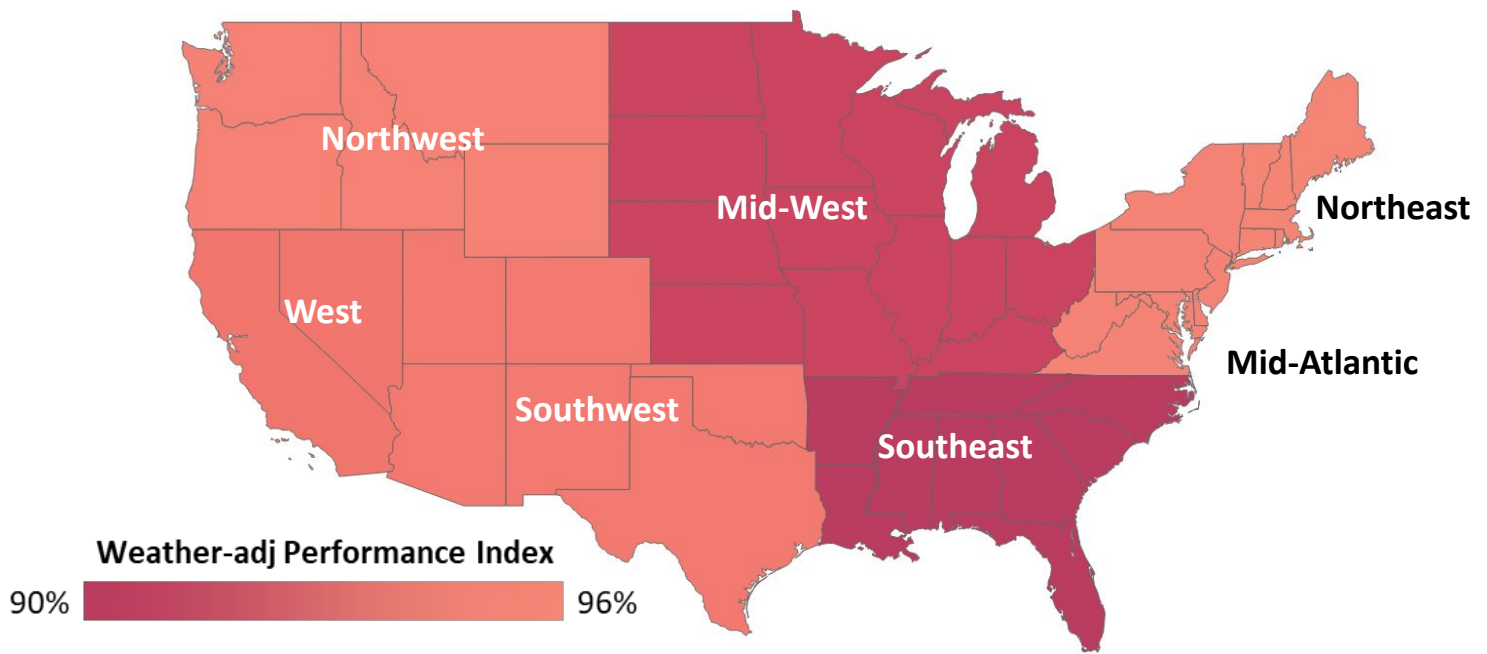 Northwest
Mid-West
Northeast
West
Mid-Atlantic
Southwest
Southeast
Weather-adj Performance Index
90%
96%